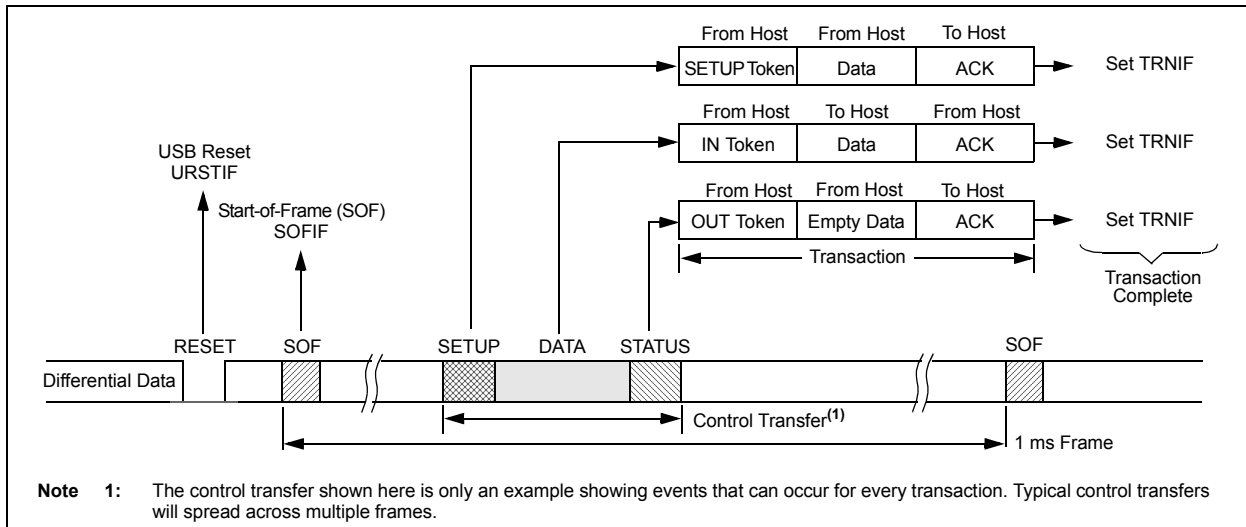 From Host From Host To Host
SETUP Token Data ACK Set TRNIF
From Host To Host From Host
IN Token Data ACK Set TRNIF
From Host From Host To Host
OUT Token Empty Data ACK Set TRNIF
Transaction
Transaction
Complete
USB Reset
URSTIF
Start-of-Frame (SOF)
SOFIF
RESET SOF SETUP DATA STATUS SOF
Differential Data
Control Transfer(1)
1 ms Frame
Note 1: The control transfer shown here is only an example showing events that can occur for every transaction. Typical control transfers
will spread across multiple frames.